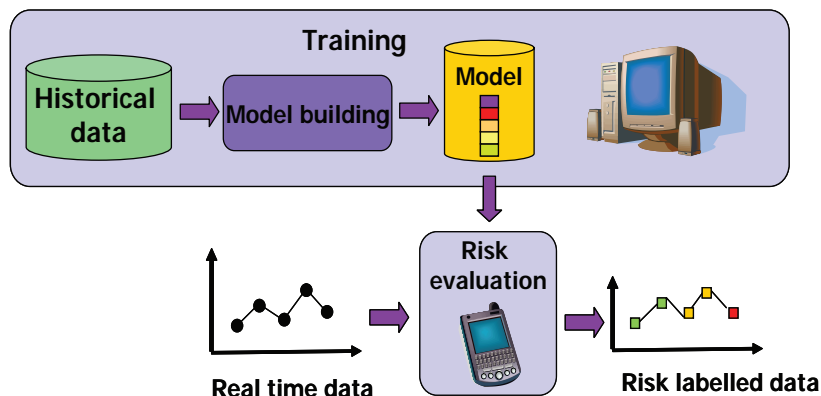 Training
Historical
data
Model building
Model
Risk
evaluation
Real time data
Risk labelled data